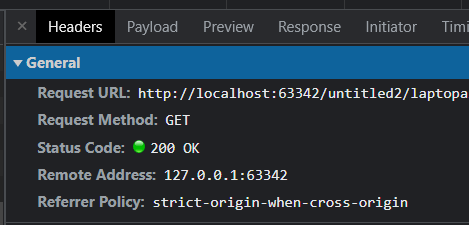 × Headers Payload Preview Response Initiator Timi
▼ General
Request URL: http://localhost:63342/untitled2/laptopa
Request Method: GET
Status Code: 200 OK
Remote Address: 127.0.0.1:63342
Referrer Policy: strict-origin-when-cross-origin